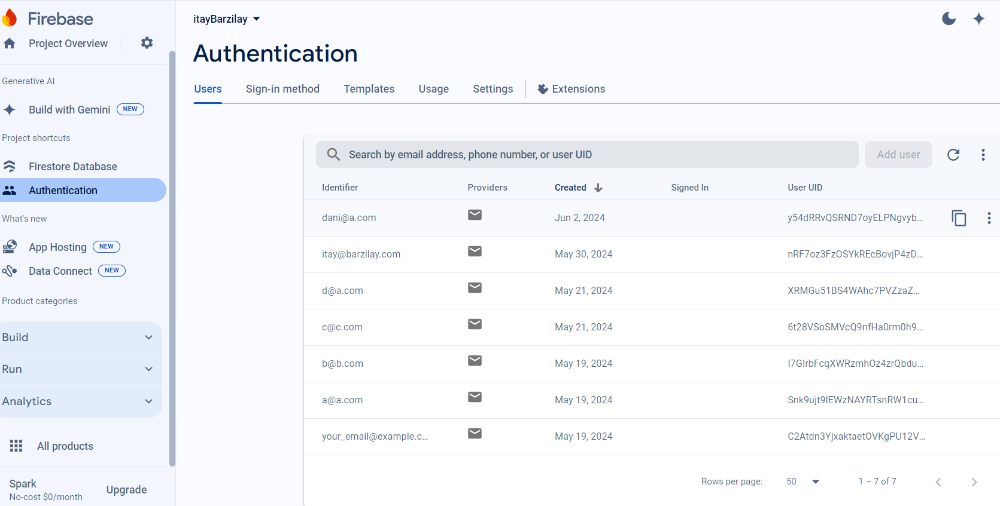 Firebase
Project Overview
Generative AI
Build with Gemini NEW
Project shortcuts
Firestore Database
Authentication
What's new
App Hosting NEW
Data Connect NEW
Product categories
Build
Run
Analytics
All products
Spark
No-cost $0/month
Upgrade
itayBarzilay
Authentication
Users Sign-in method Templates Usage Settings Extensions
Search by email address, phone number, or user UID Add user
Identifier Providers Created Signed In User UID
dani@a.com Jun 2, 2024 y54dRRvQSRND7oyELPNgvyb...
itay@barzilay.com May 30, 2024 nRF7oz3FzOSYkREcBovjP4zD...
d@a.com May 21, 2024 XRMGu51BS4WAhc7PVZzaZ...
c@c.com May 21, 2024 6t28VSoSMVcQ9nfHa0rm0h9...
b@b.com May 19, 2024 I7GIrbFcqXWRzmhOz4zrQbdu...
a@a.com May 19, 2024 Snk9ujt9IEWzNAYRTsnRW1cu...
your_email@example.c... May 19, 2024 C2Atdn3YjxaktaetOVKgPU12V...
Rows per page: 50 1 – 7 of 7